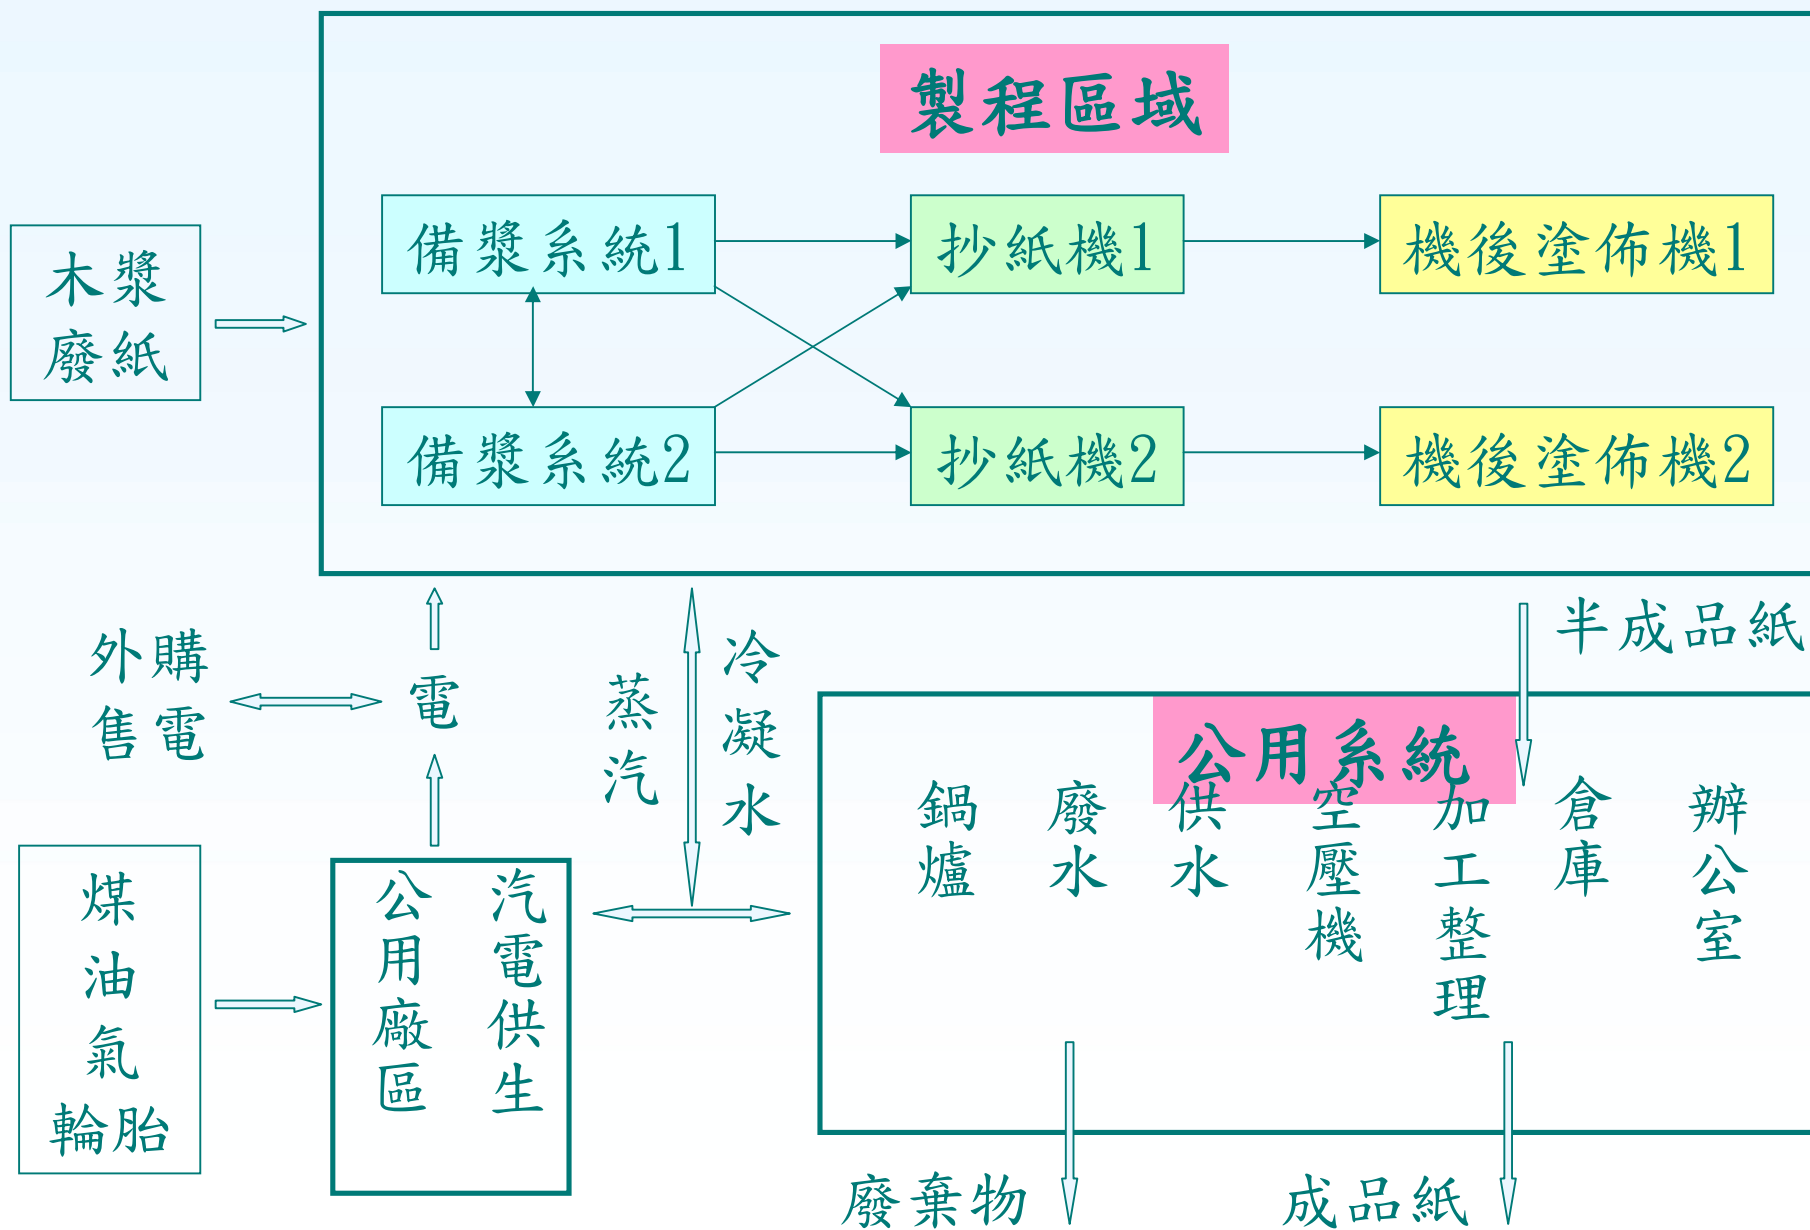 製程區域
備漿系統1
抄紙機1
機後塗佈機1
木漿
廢紙
備漿系統2
抄紙機2
機後塗佈機2
外購
售電
電
蒸汽
冷凝水
半成品紙
公用系統
鍋爐
廢水
供水
空壓機
加工整理
倉庫
辦公室
煤
油
氣
輪胎
汽電供生
公用廠區
廢棄物
成品紙